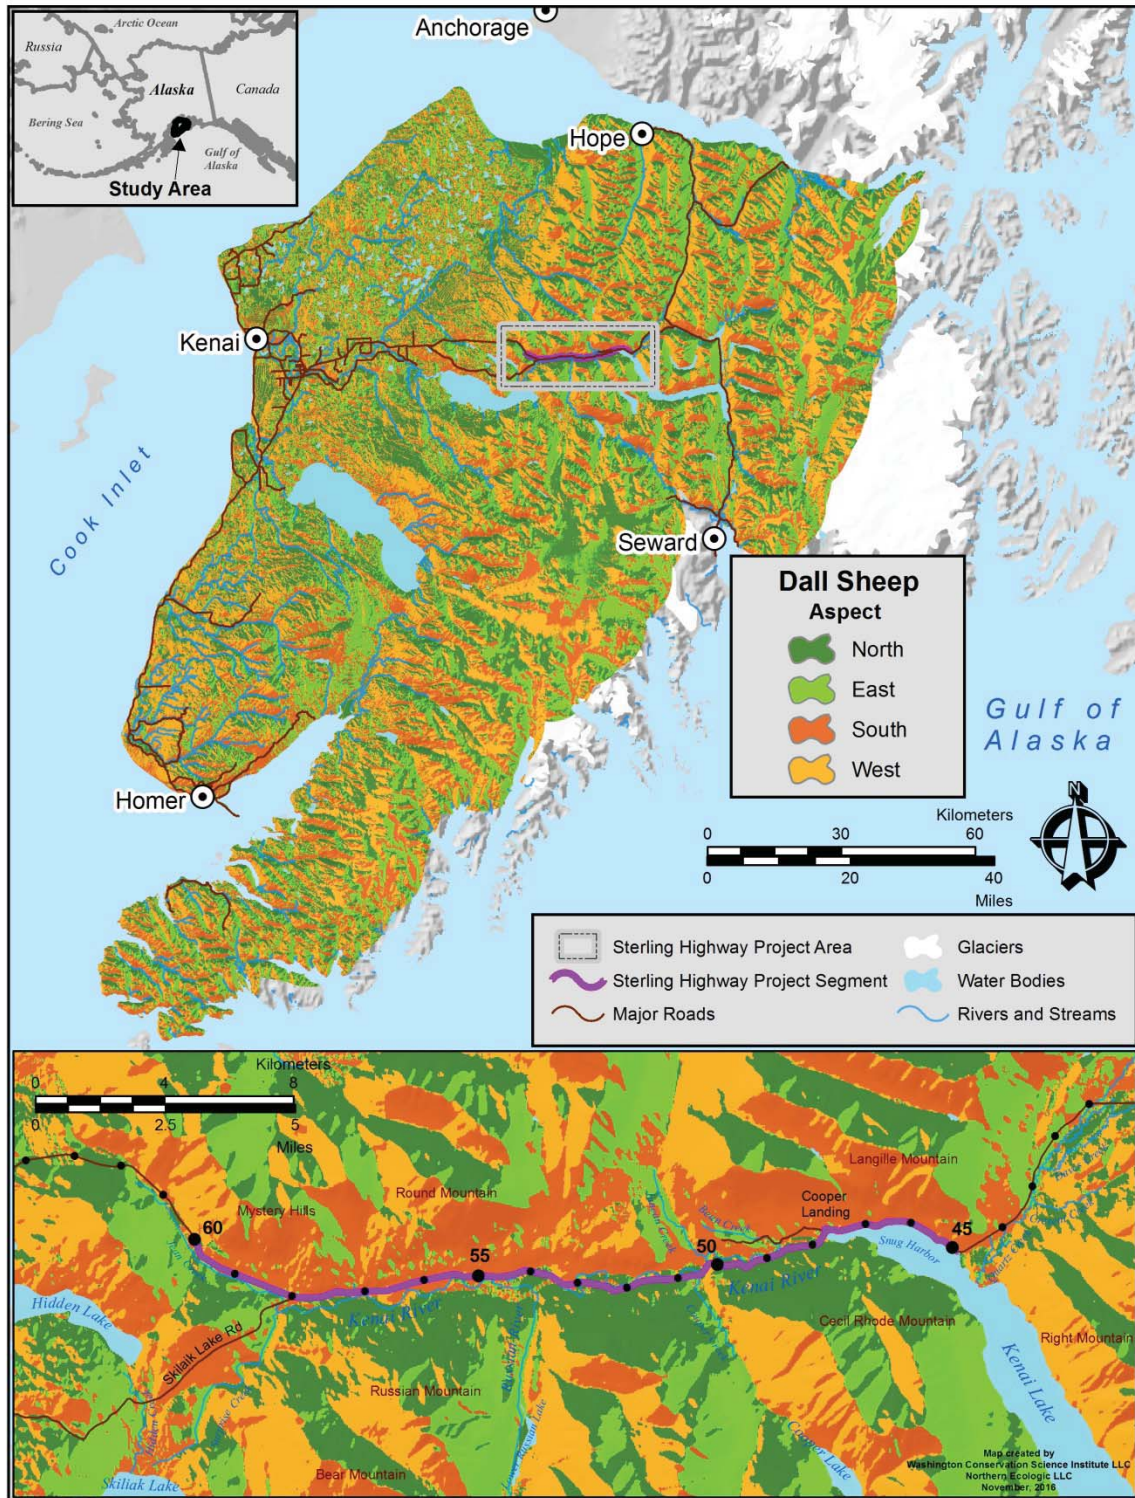 Anchorage
Arctic Ocean
Russia
Alaska
Canada
Bering Sea
Gulf of
Alaska
Study Area
Hope
Kenai
Cook Inlet
Seward
Homer
Gulf of
Alaska
Dall Sheep
Aspect
North
East
South
West
N
Kilometers
0 30 60
0 20 40
Miles
Sterling Highway Project Area
Sterling Highway Project Segment
Major Roads
Glaciers
Water Bodies
Rivers and Streams
Kilometers
0 4 8
0 2.5 5
Miles
Langille Mountain
Round Mountain
Mystery Hills
Cooper
Landing
60
55
50
45
Snug Harbor
Kenai River
Kenai River
Hidden Lake
Skilaik Lake Rd
Cecil Rhode Mountain
Right Mountain
Russian Mountain
Russian River
Kenai Lake
Cooper Lake
Bear Mountain
Skiliak Lake
Map created by
Washington Conservation Science Institute LLC
Northern Ecologic LLC
November, 2016